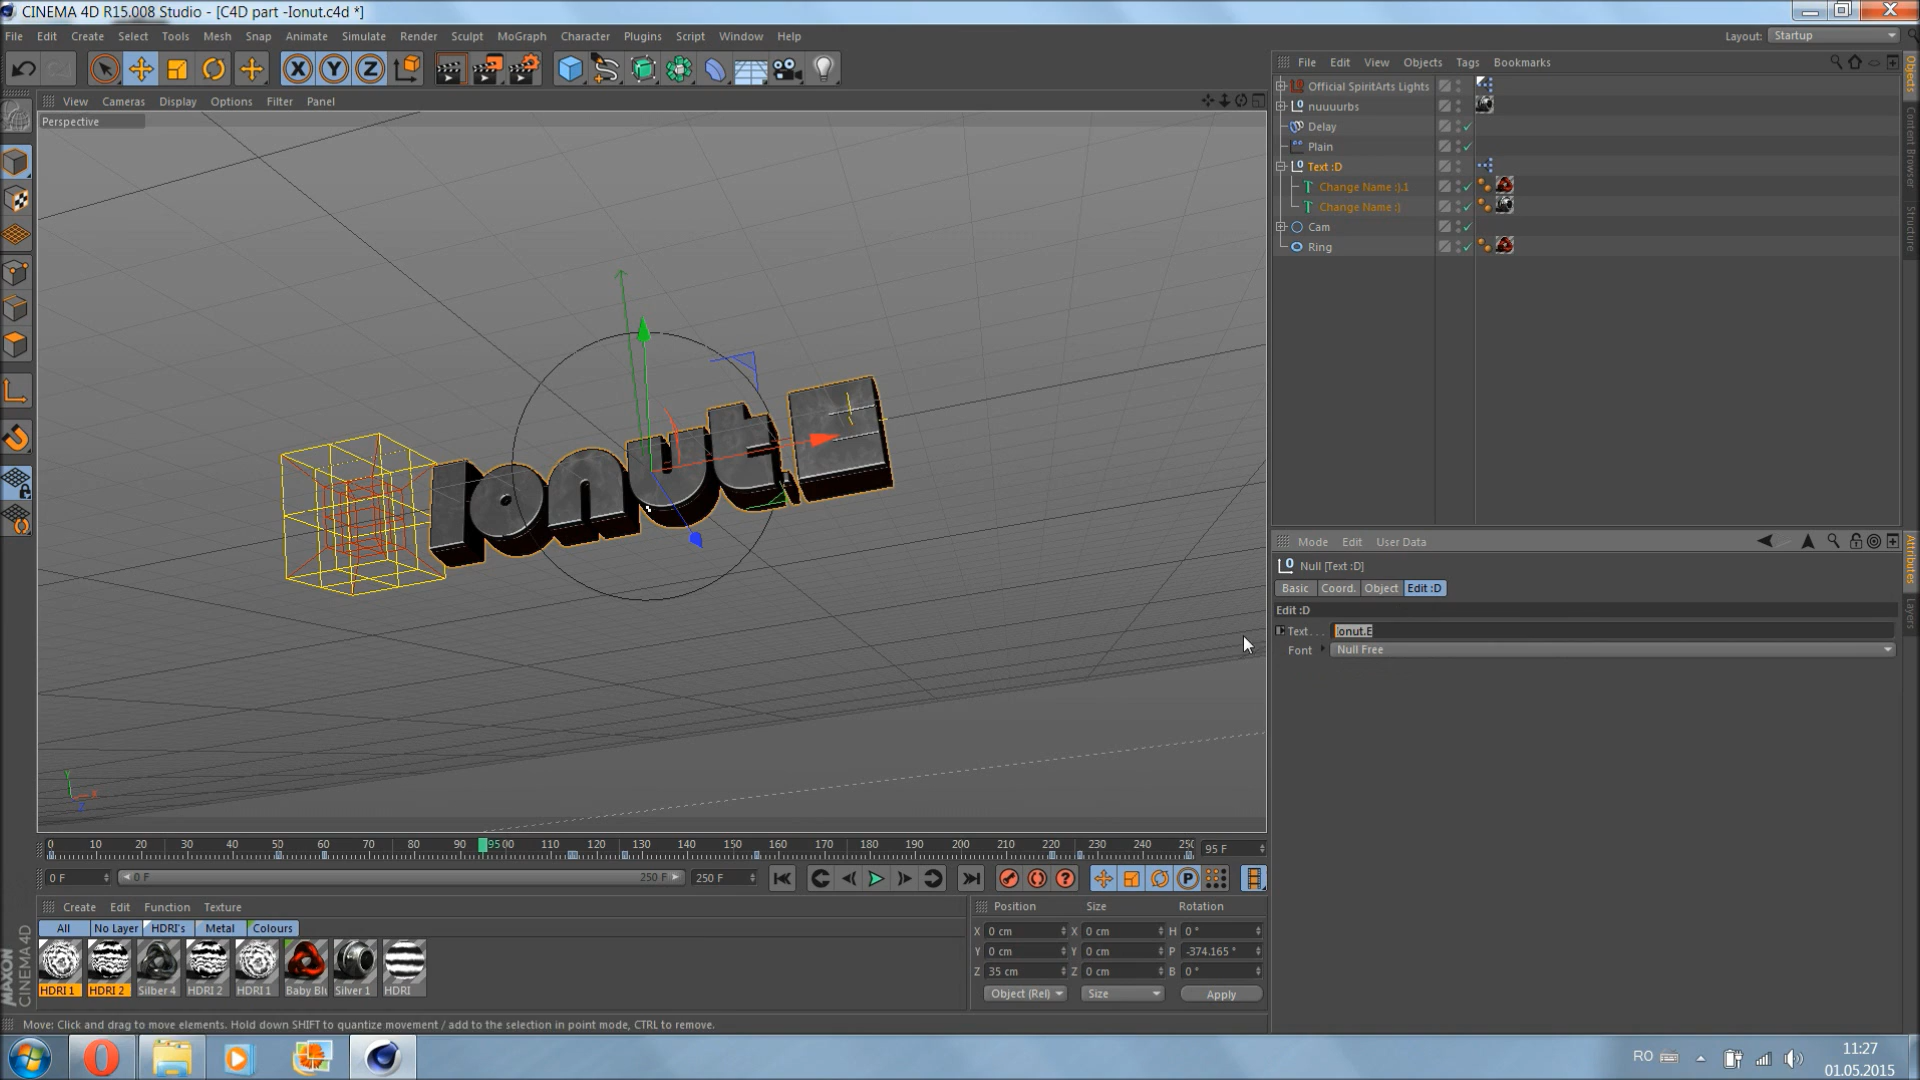 CINEMA 4D R15.008 Studio - [C4D part -Ionut.c4d *]
File Edit Create Select Tools Mesh Snap Animate Simulate Render Sculpt MoGraph Character Plugins Script Window Help
Layout: Startup
X Y Z
View Cameras Display Options Filter Panel
Perspective
Ionut.E
File Edit View Objects Tags Bookmarks
Official SpiritArts Lights
nuuuurbs
Delay
Plain
Text :D
Change Name :).1
Change Name :)
Cam
Ring
Objects
Content Browser
Structure
Mode Edit User Data
Null [Text :D]
Basic Coord. Object Edit :D
Edit :D
Text . . . Ionut.E
Font Null Free
Attributes
Layers
0 10 20 30 40 50 60 70 80 90 95 00 110 120 130 140 150 160 170 180 190 200 210 220 230 240 250 95 F
0 F 0 F 250 F 250 F
Create Edit Function Texture
All No Layer HDRI's Metal Colours
HDRI 1 HDRI 2 Silber 4 HDRI 2 HDRI 1 Baby Blu Silver 1 HDRI
Position Size Rotation
X 0 cm X 0 cm H 0 °
Y 0 cm Y 0 cm P -374.165 °
Z 35 cm Z 0 cm B 0 °
Object (Rel) Size Apply
MAXON
CINEMA 4D
Move: Click and drag to move elements. Hold down SHIFT to quantize movement / add to the selection in point mode, CTRL to remove.
RO
11:27
01.05.2015